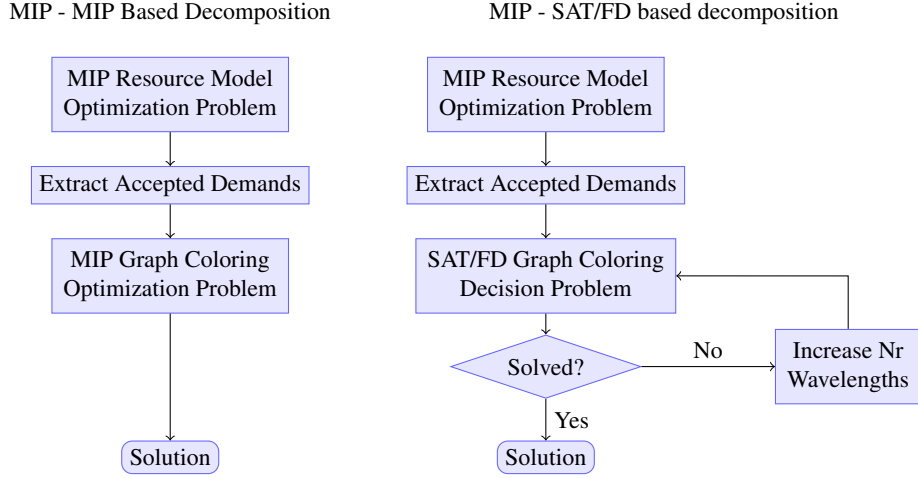 MIP - MIP Based Decomposition
MIP Resource Model
Optimization Problem
Extract Accepted Demands
MIP Graph Coloring
Optimization Problem
Solution
MIP - SAT/FD based decomposition
MIP Resource Model
Optimization Problem
Extract Accepted Demands
SAT/FD Graph Coloring
Decision Problem
Solved?
No
Increase Nr
Wavelengths
Yes
Solution